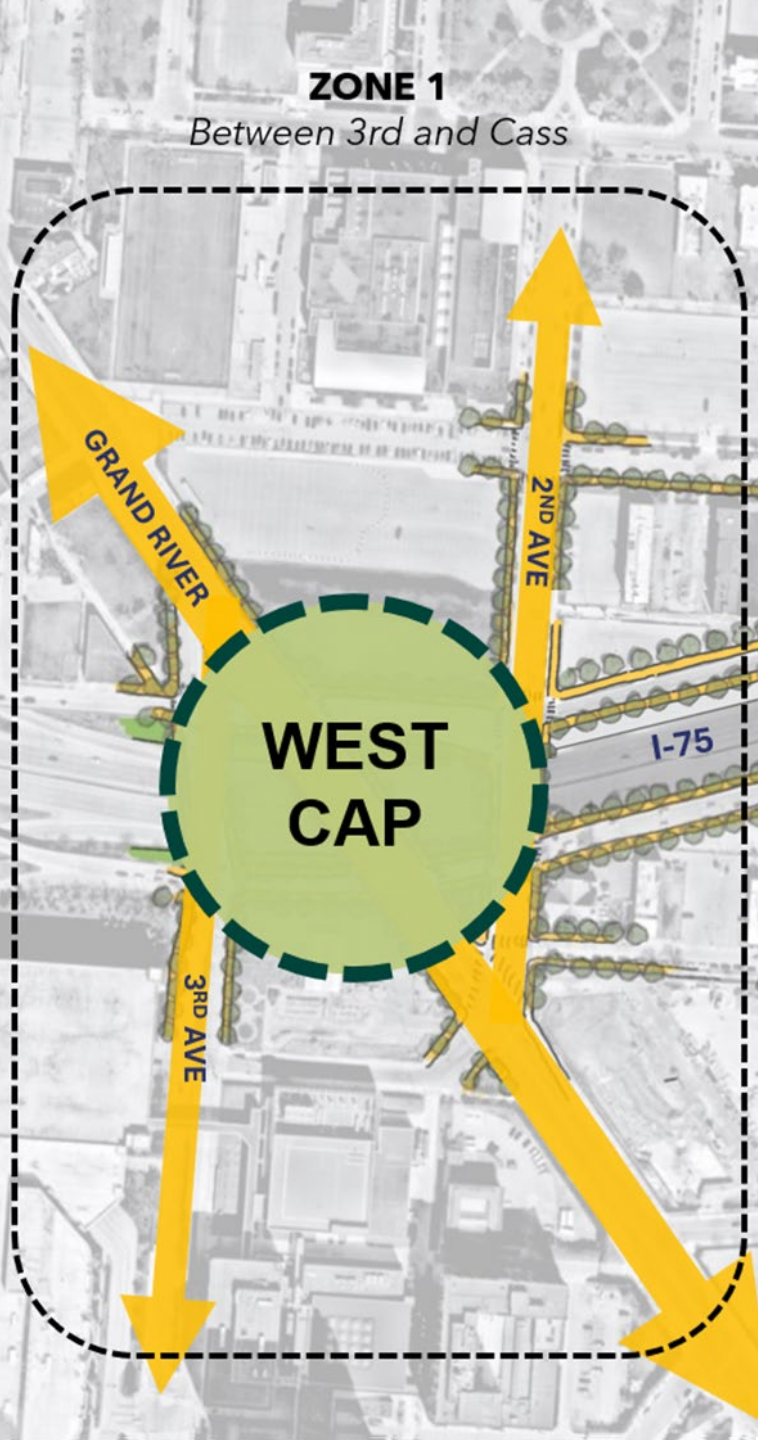 ZONE 1
Between 3rd and Cass
GRAND RIVER
2ND AVE
I-75
WEST
CAP
3RD AVE